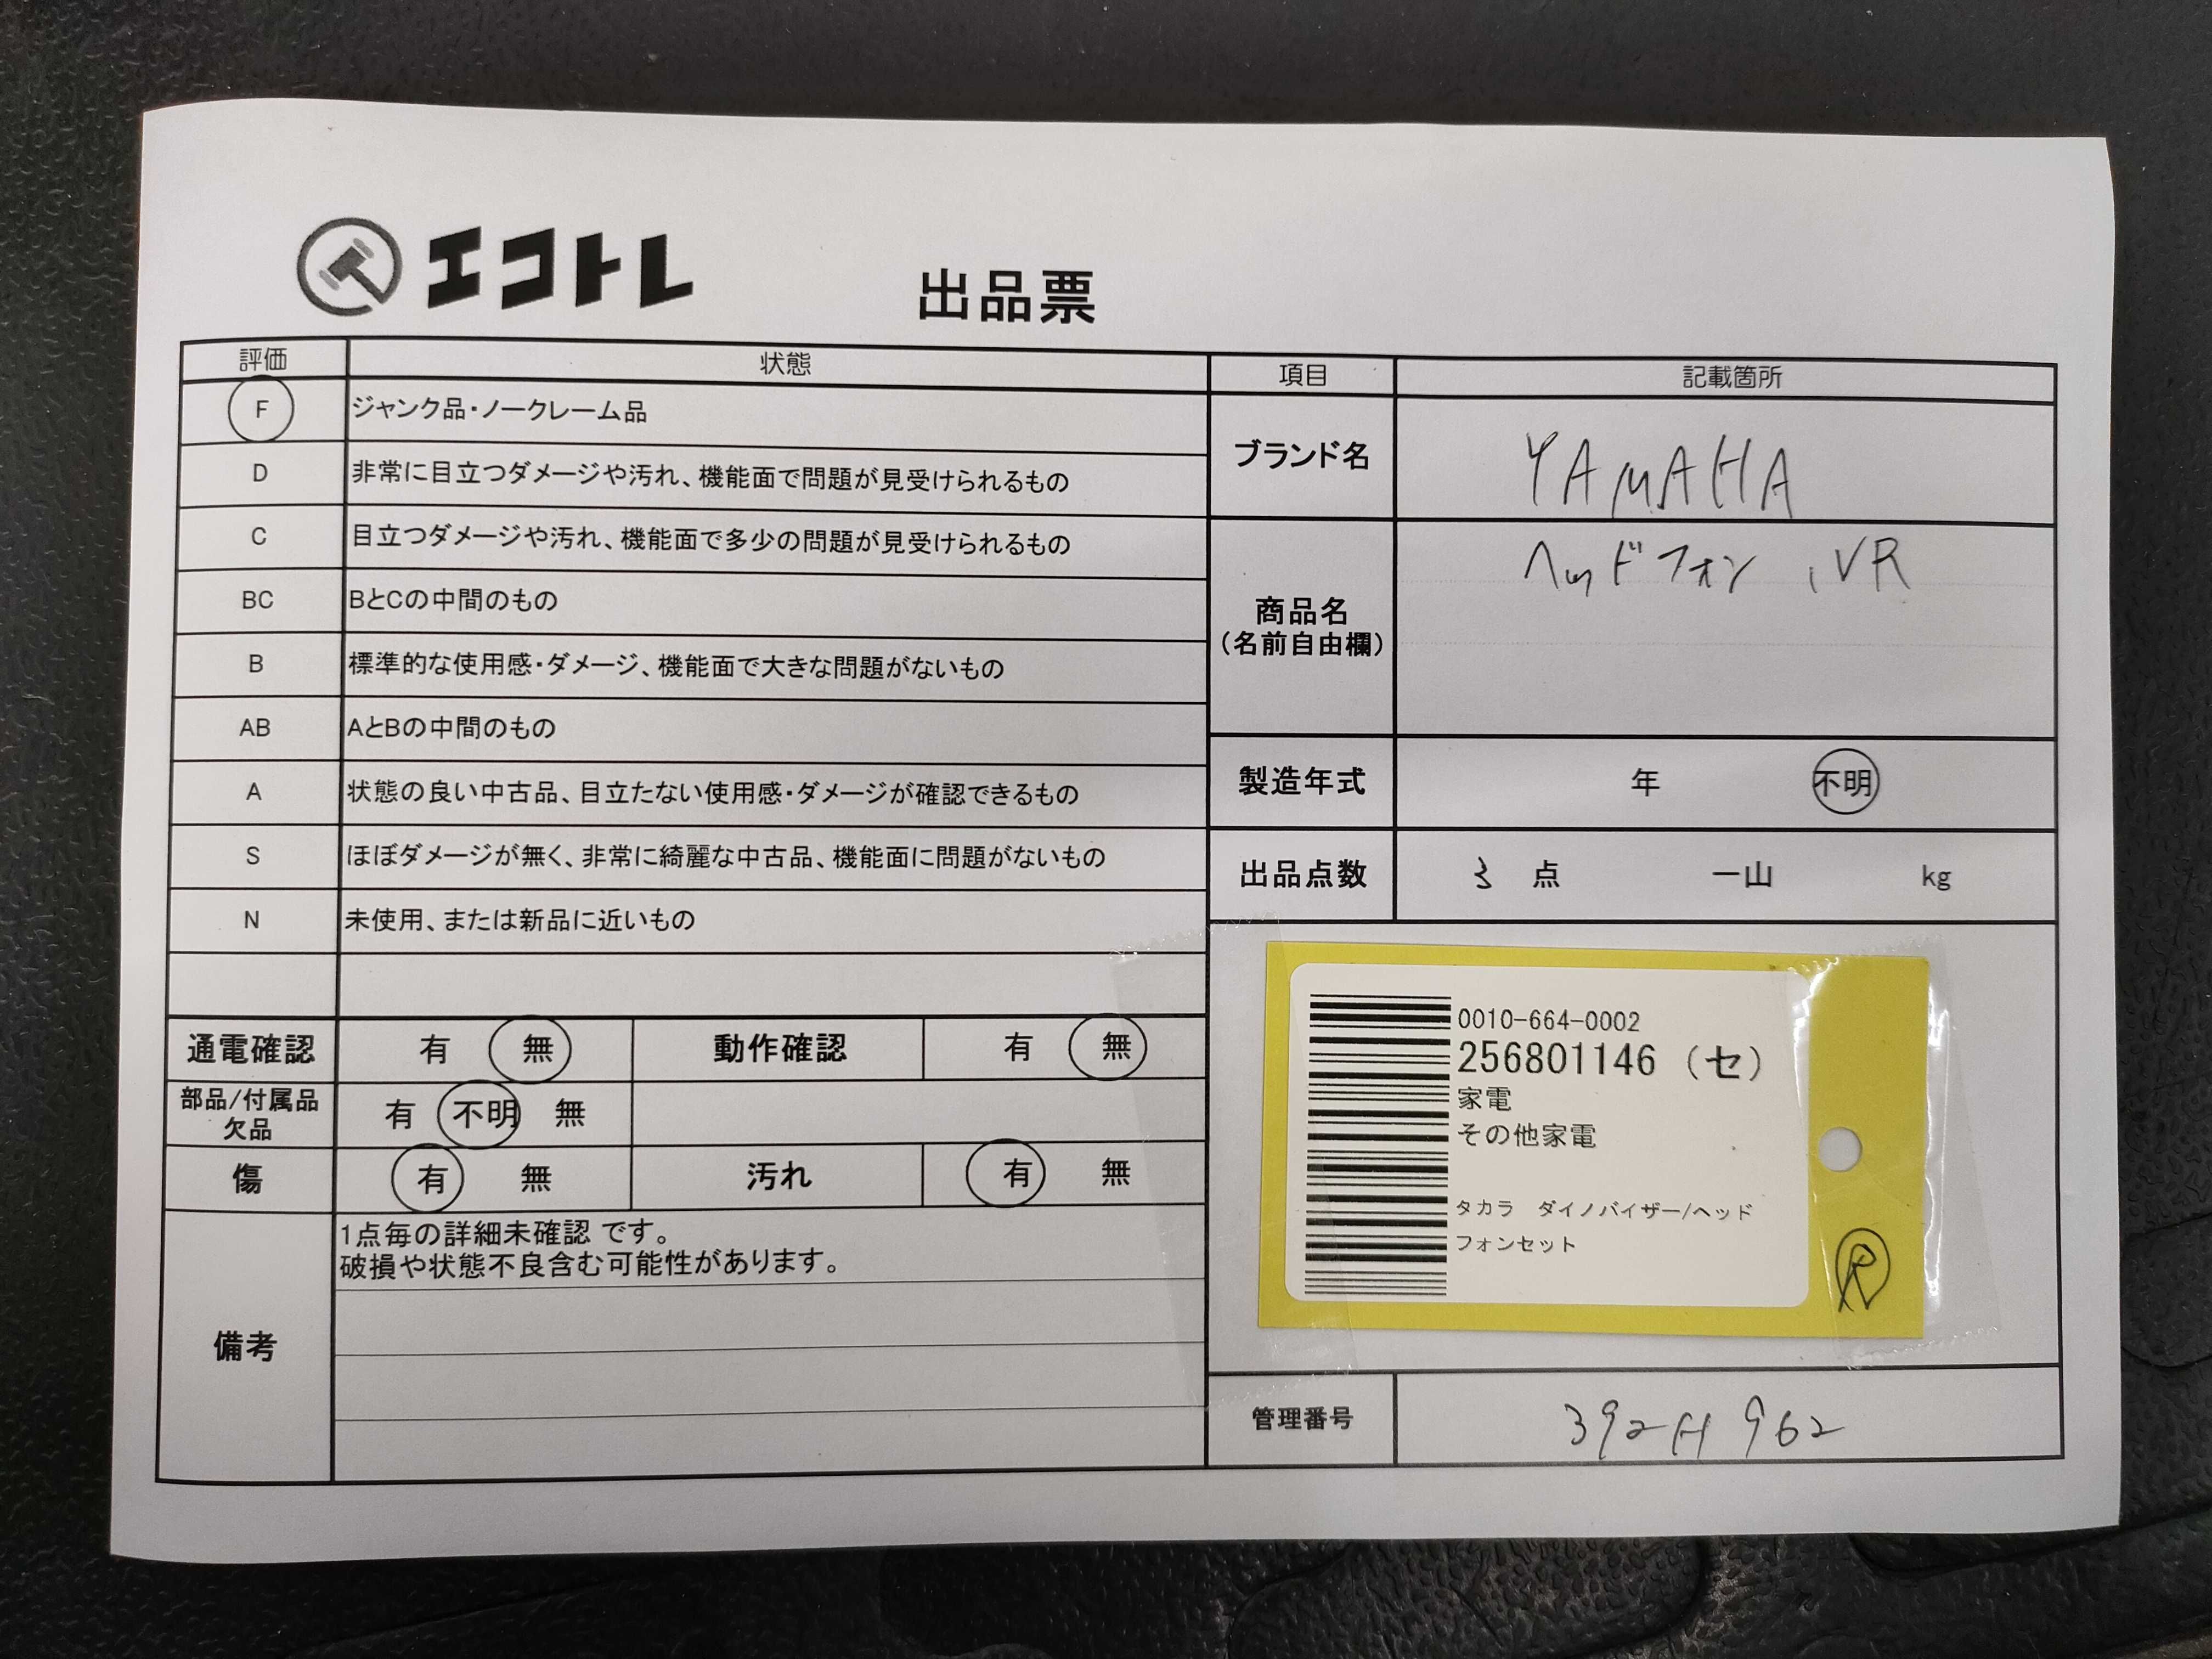 エコトレ
出品票
評価 状態
F ジャンク品・ノークレーム品
D 非常に目立つダメージや汚れ、機能面で問題が見受けられるもの
C 目立つダメージや汚れ、機能面で多少の問題が見受けられるもの
BC BとCの中間のもの
B 標準的な使用感・ダメージ、機能面で大きな問題がないもの
AB AとBの中間のもの
A 状態の良い中古品、目立たない使用感・ダメージが確認できるもの
S ほぼダメージが無く、非常に綺麗な中古品、機能面に問題がないもの
N 未使用、または新品に近いもの
通電確認 有 無 動作確認 有 無
部品/付属品
欠品
有 不明 無
傷 有 無 汚れ 有 無
備考
1点毎の詳細未確認 です。
破損や状態不良含む可能性があります。
項目 記載箇所
ブランド名 YAMAHA
商品名
(名前自由欄)
ヘッドフォン、VR
製造年式 年 不明
出品点数 3 点 一山 kg
0010-664-0002
256801146 (セ)
家電
その他家電
タカラ ダイノバイザー/ヘッド
フォンセット
R
管理番号 392H962